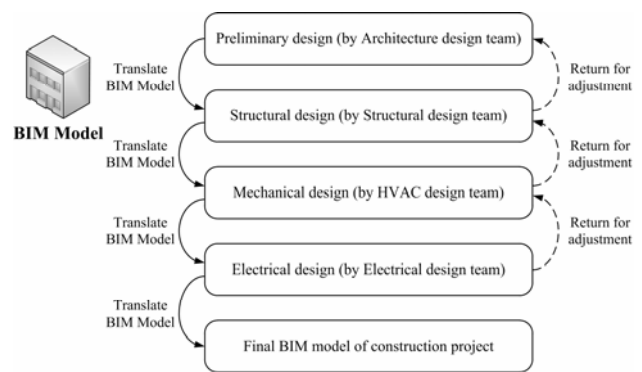 Preliminary design (by Architecture design team)
Translate
BIM Model
Return for
adjustment
BIM Model
Structural design (by Structural design team)
Translate
BIM Model
Return for
adjustment
Mechanical design (by HVAC design team)
Translate
BIM Model
Return for
adjustment
Electrical design (by Electrical design team)
Translate
BIM Model
Final BIM model of construction project